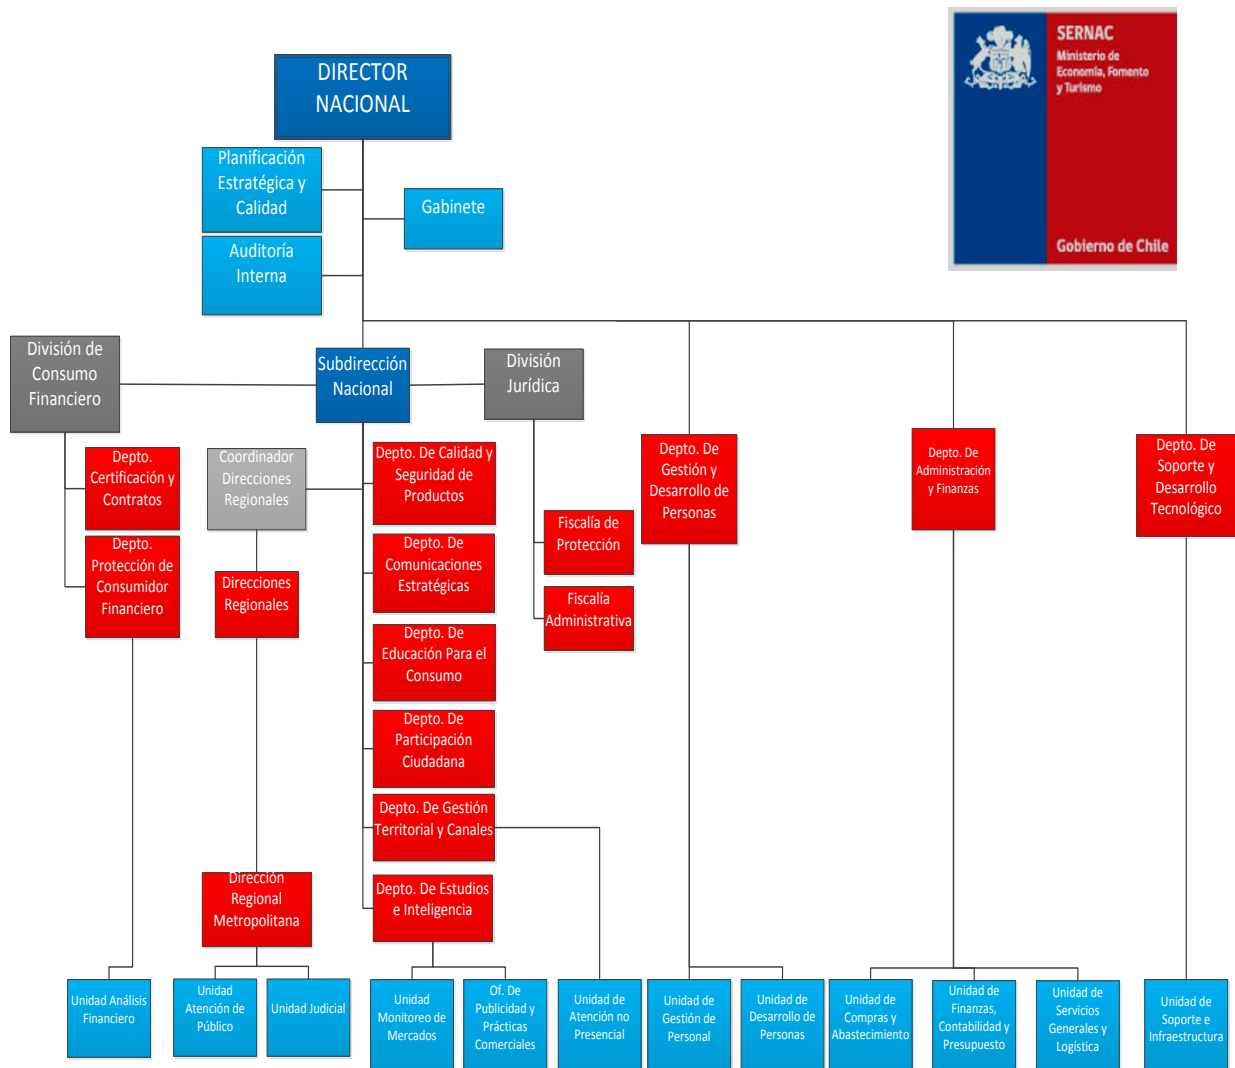 SERNAC
Ministerio de
Economía, Fomento
y Turismo
Gobierno de Chile
DIRECTOR
NACIONAL
Planificación
Estratégica y
Calidad
Gabinete
Auditoría
Interna
División de
Consumo
Financiero
Subdirección
Nacional
División
Jurídica
Depto.
Certificación y
Contratos
Coordinador
Direcciones
Regionales
Depto. De Calidad y
Seguridad de
Productos
Depto. De
Gestión y
Desarrollo de
Personas
Depto. De
Administración
y Finanzas
Depto. De
Soporte y
Desarrollo
Tecnológico
Fiscalía de
Protección
Depto.
Protección de
Consumidor
Financiero
Direcciones
Regionales
Depto. De
Comunicaciones
Estratégicas
Fiscalía
Administrativa
Depto. De
Educación Para el
Consumo
Depto. De
Participación
Ciudadana
Depto. De Gestión
Territorial y Canales
Dirección
Regional
Metropolitana
Depto. De Estudios
e Inteligencia
Unidad Análisis
Financiero
Unidad
Atención de
Público
Unidad Judicial
Unidad
Monitoreo de
Mercados
Of. De
Publicidad y
Prácticas
Comerciales
Unidad de
Atención no
Presencial
Unidad de
Gestión de
Personal
Unidad de
Desarrollo de
Personas
Unidad de
Compras y
Abastecimiento
Unidad de
Finanzas,
Contabilidad y
Presupuesto
Unidad de
Servicios
Generales y
Logística
Unidad de
Soporte e
Infraestructura